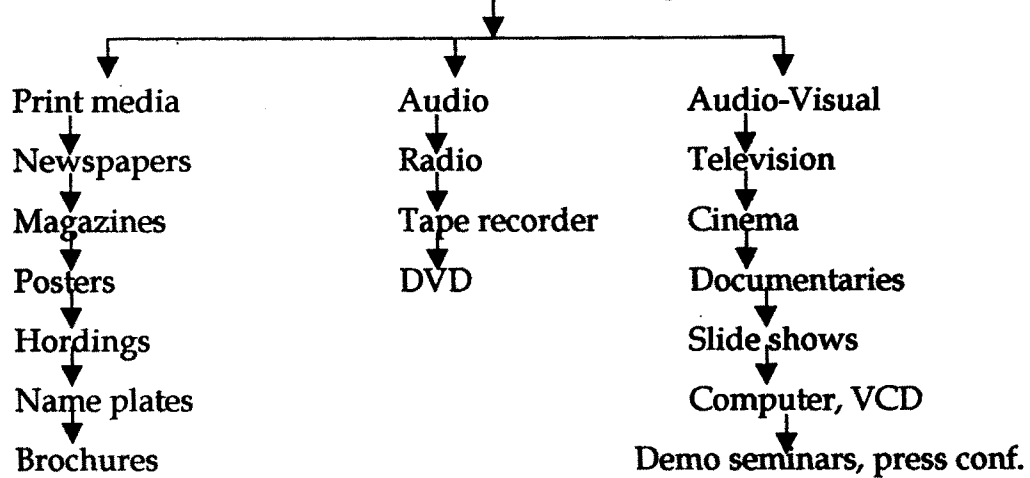 Print media
Audio
Audio-Visual
Newspapers
Radio
Television
Magazines
Tape recorder
Cinema
Posters
DVD
Documentaries
Hordings
Slide shows
Name plates
Computer, VCD
Brochures
Demo seminars, press conf.